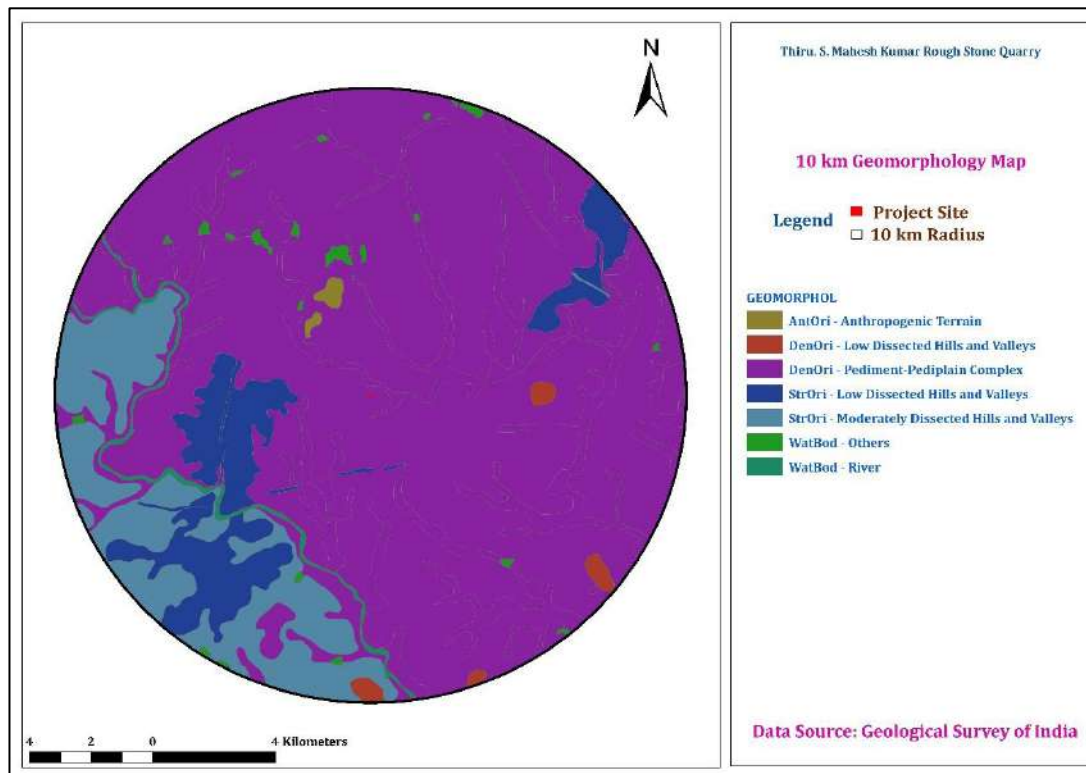 N
4 2 0 4 Kilometers
Thiru. S. Mahesh Kumar Rough Stone Quarry
10 km Geomorphology Map
Legend
Project Site
10 km Radius
GEOMORPHOL
AntOri - Anthropogenic Terrain
DenOri - Low Dissected Hills and Valleys
DenOri - Pediment-Pediplain Complex
StrOri - Low Dissected Hills and Valleys
StrOri - Moderately Dissected Hills and Valleys
WatBod - Others
WatBod - River
Data Source: Geological Survey of India